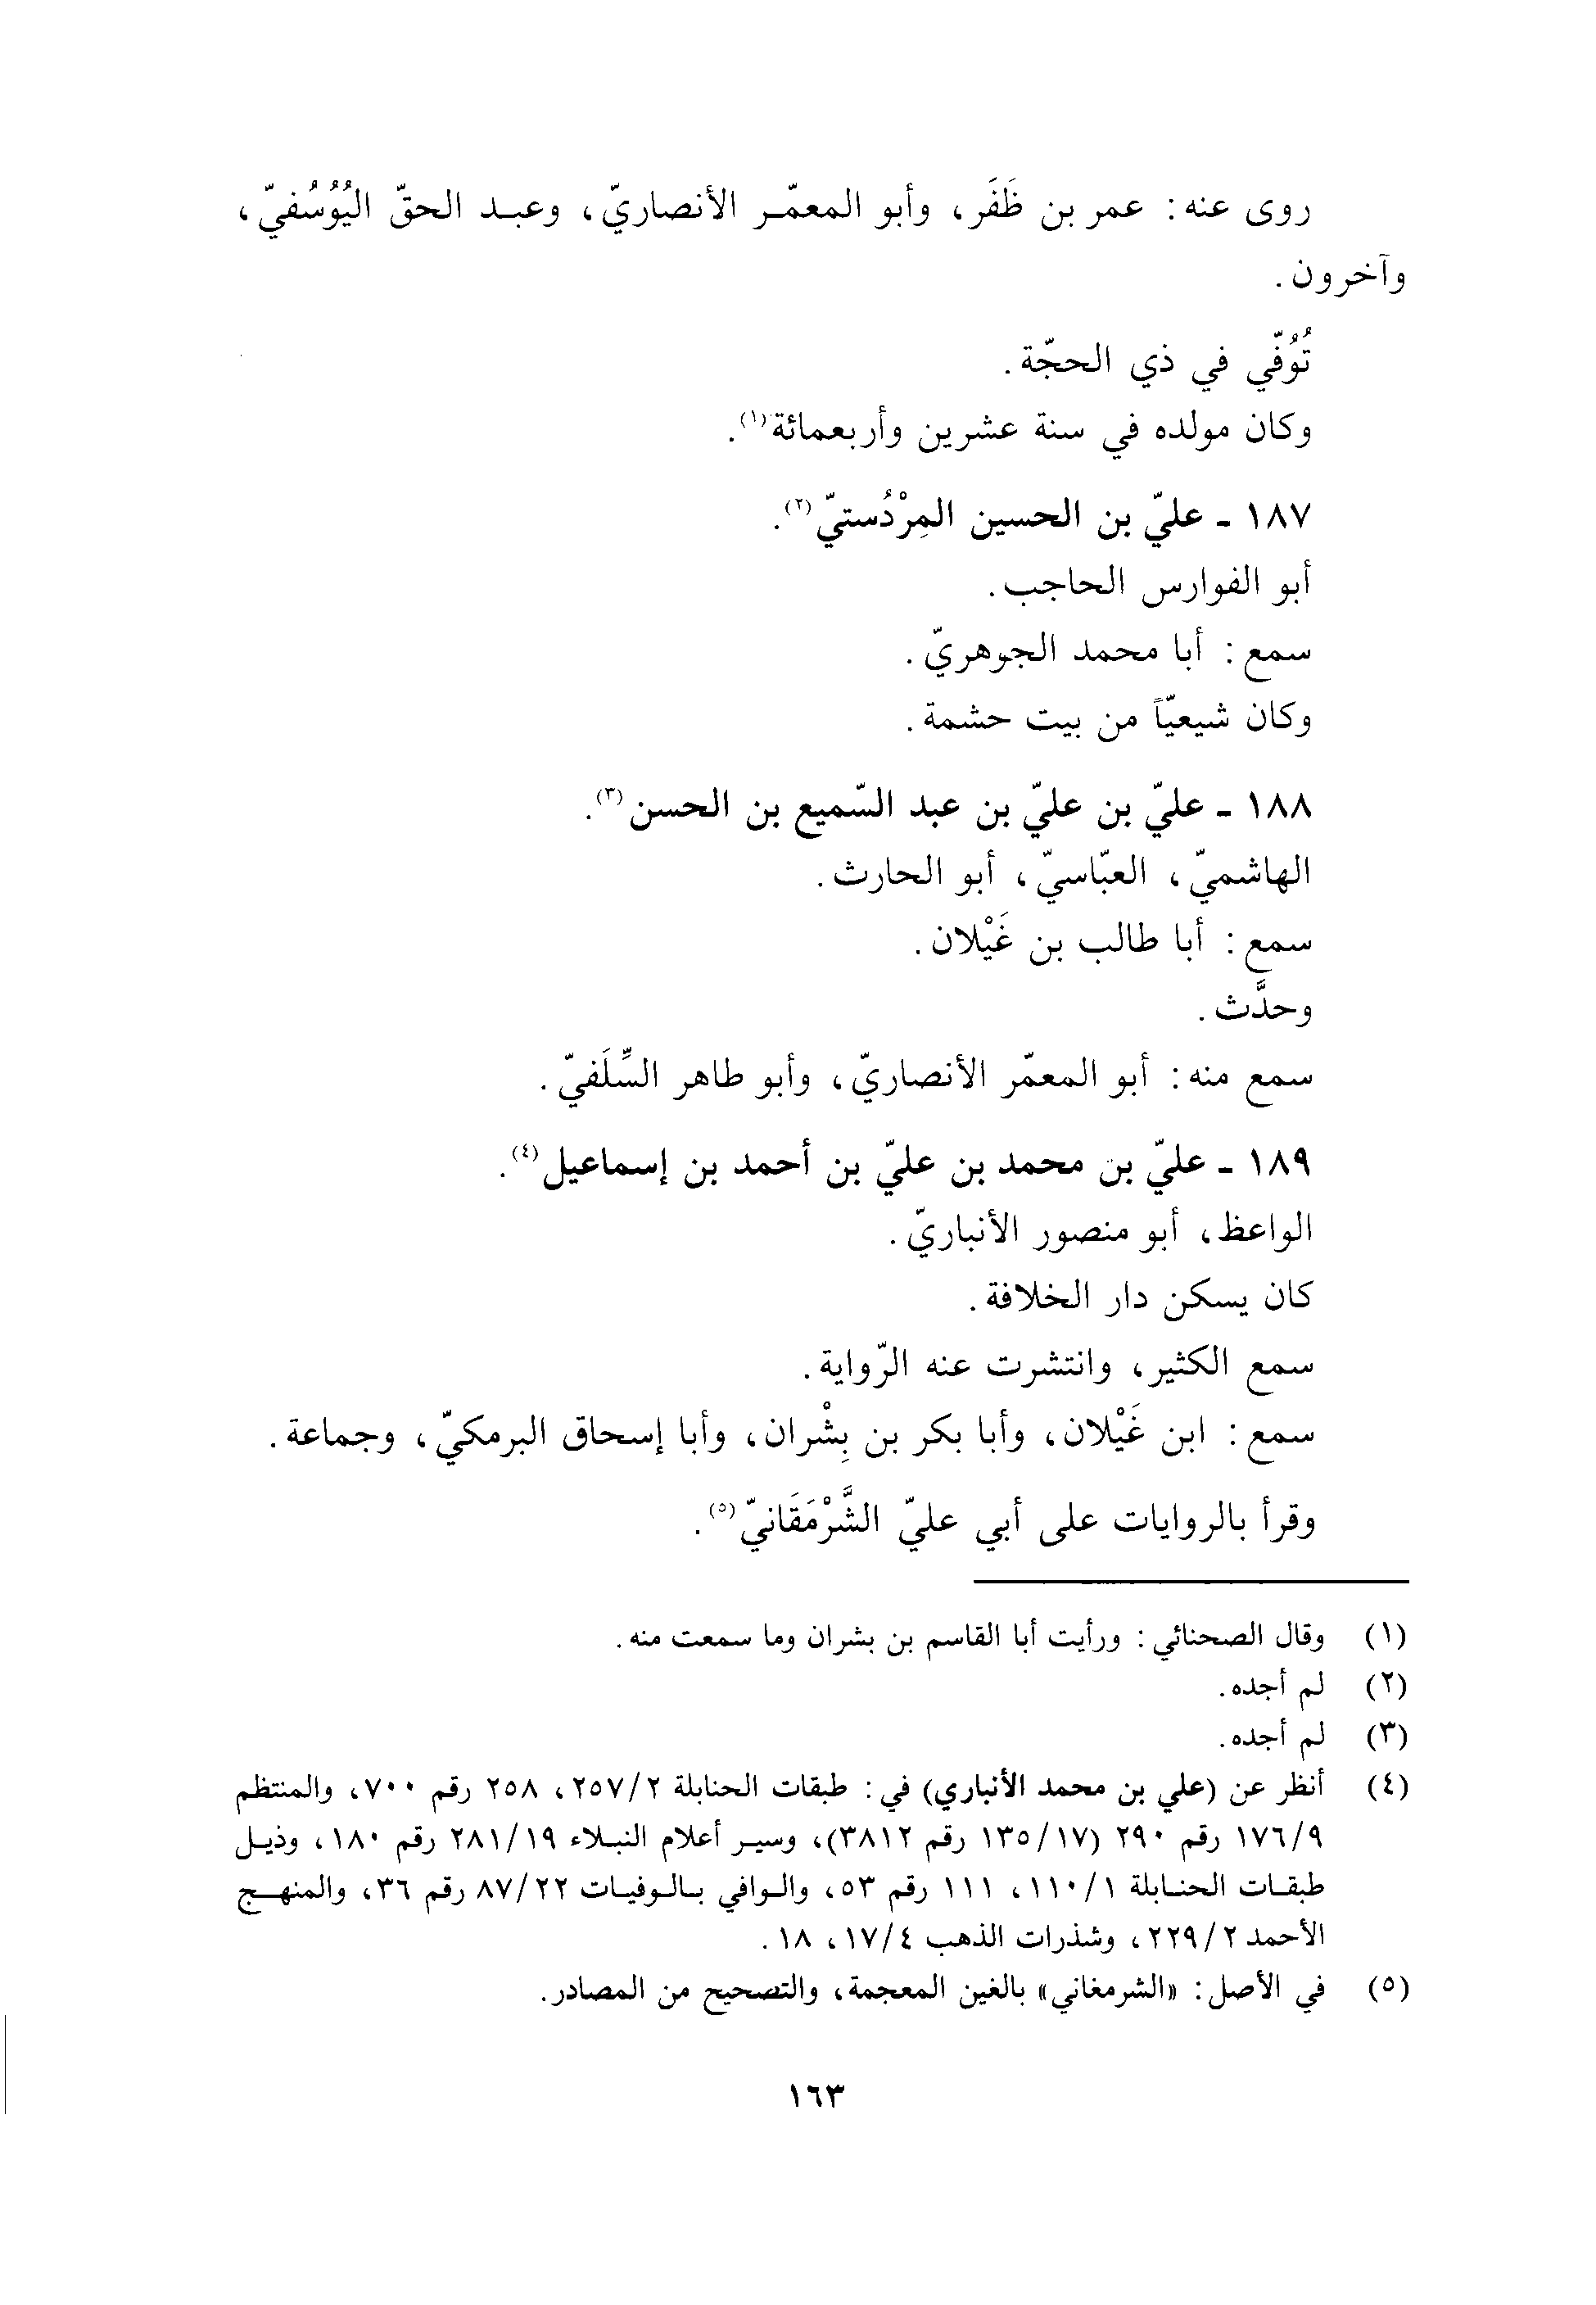 روى عنه: عمر بن ظَفَر، وأبو المعمّر الأنصاريّ، وعبد الحقّ اليُوُسُفيّ،
وآخرون.
تُوُفّي في ذي الحجّة.
وكان مولده في سنة عشرين وأربعمائة(١).
١٨٧ ـ عليّ بن الحسين المِرْدُستيّ(٢).
أبو الفوارس الحاجب.
سمع: أبا محمد الجوهريّ.
وكان شيعيّاً من بيت حشمة.
١٨٨ ـ عليّ بن عليّ بن عبد السّميع بن الحسن(٣).
الهاشميّ، العبّاسيّ، أبو الحارث.
سمع: أبا طالب بن غَيْلان.
وحدَّث.
سمع منه: أبو المعمّر الأنصاريّ، وأبو طاهر السِّلَفيّ.
١٨٩ ـ عليّ بن محمد بن عليّ بن أحمد بن إسماعيل(٤).
الواعظ، أبو منصور الأنباريّ.
كان يسكن دار الخلافة.
سمع الكثير، وانتشرت عنه الرّواية.
سمع: ابن غَيْلان، وأبا بكر بن بِشْران، وأبا إسحاق البرمكيّ، وجماعة.
وقرأ بالروايات على أبي عليّ الشَّرْمَقَانيّ(٥).
(١) وقال الصحنائي: ورأيت أبا القاسم بن بشران وما سمعت منه.
(٢) لم أجده.
(٣) لم أجده.
(٤) أنظر عن (علي بن محمد الأنباري) في: طبقات الحنابلة ٢/٢٥٧، ٢٥٨ رقم ٧٠٠، والمنتظم
٩/١٧٦ رقم ٢٩٠ (١٧/١٣٥ رقم ٣٨١٢)، وسير أعلام النبلاء ١٩/٢٨١ رقم ١٨٠، وذيل
طبقات الحنابلة ١/١١٠، ١١١ رقم ٥٣، والوافي بالوفيات ٢٢/٨٧ رقم ٣٦، والمنهج
الأحمد ٢/٢٢٩، وشذرات الذهب ٤/١٧، ١٨.
(٥) في الأصل: «الشرمغاني» بالغين المعجمة، والتصحيح من المصادر.
١٦٣